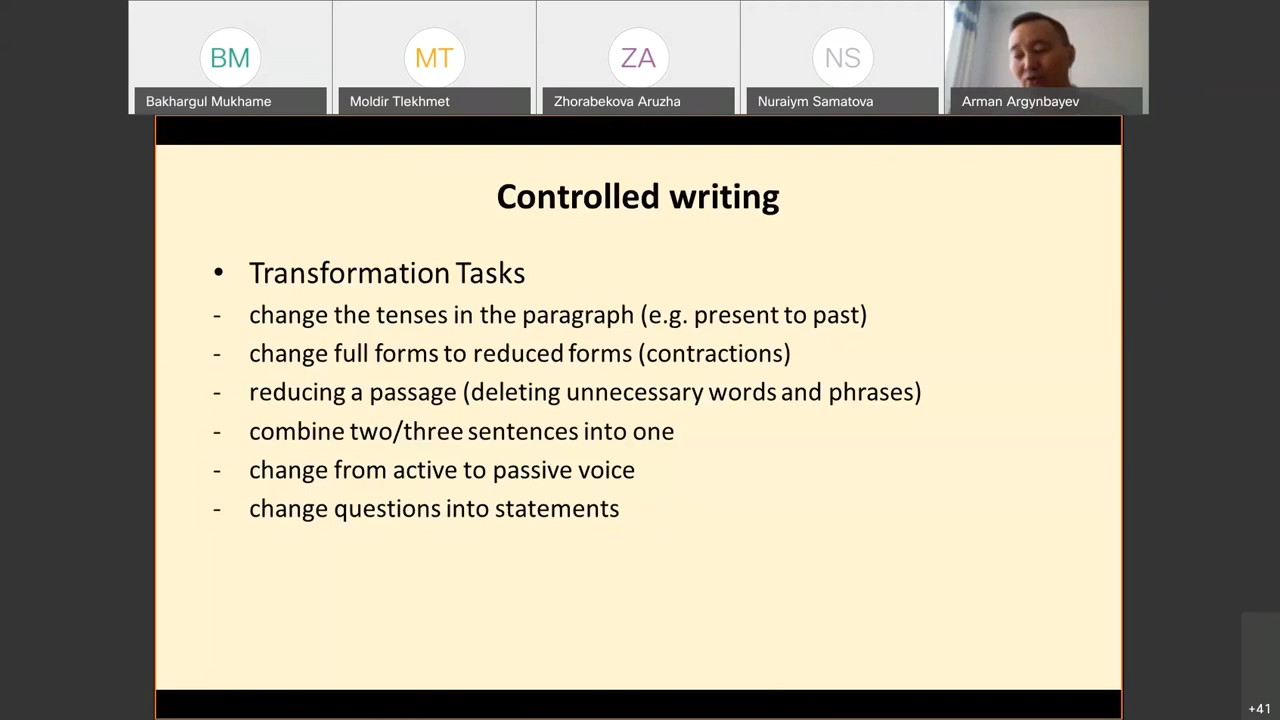 BM
MT
ZA
NS
Bakhargul Mukhame
Moldir Tlekhmet
Zhorabekova Aruzha
Nuraiym Samatova
Arman Argynbayev
Controlled writing
• Transformation Tasks
- change the tenses in the paragraph (e.g. present to past)
- change full forms to reduced forms (contractions)
- reducing a passage (deleting unnecessary words and phrases)
- combine two/three sentences into one
- change from active to passive voice
- change questions into statements
+41